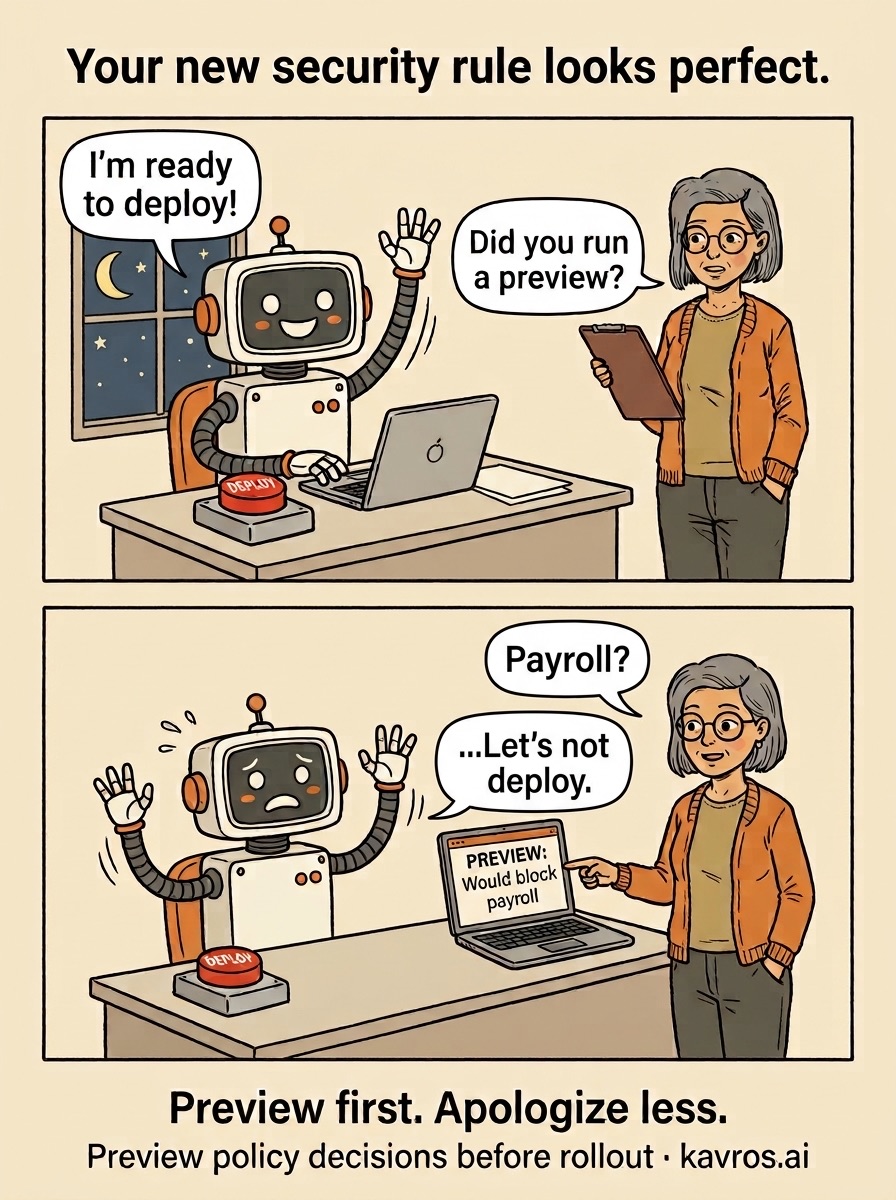 Your new security rule looks perfect.
I'm ready
to deploy!
Did you run
a preview?
DEPLOY
Payroll?
...Let's not
deploy.
PREVIEW:
Would block
payroll
DEPLOY
Preview first. Apologize less.
Preview policy decisions before rollout · kavros.ai